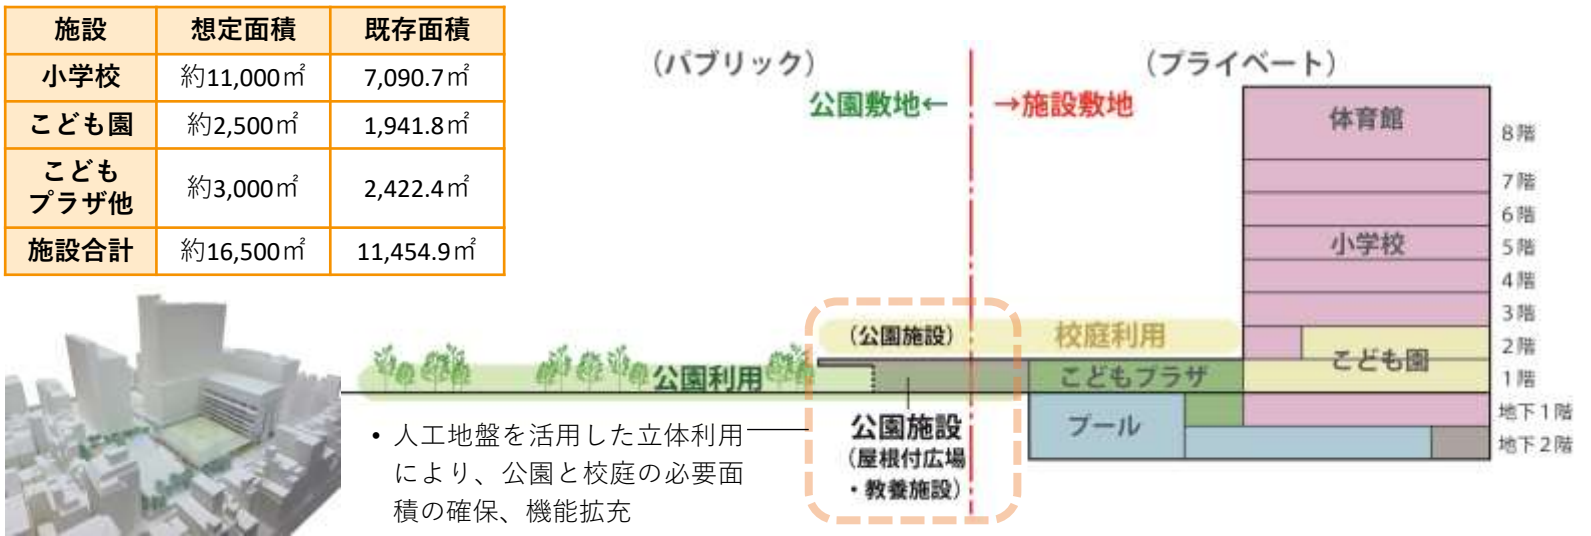 施設 想定面積 既存面積
小学校 約11,000㎡ 7,090.7㎡
こども園 約2,500㎡ 1,941.8㎡
こども
プラザ他 約3,000㎡ 2,422.4㎡
施設合計 約16,500㎡ 11,454.9㎡
（パブリック）
（プライベート）
公園敷地←
→施設敷地
体育館
8階
7階
6階
小学校
5階
4階
3階
（公園施設）
校庭利用
2階
こども園
公園利用
こどもプラザ
1階
プール
地下1階
地下2階
公園施設
（屋根付広場
・教養施設）
• 人工地盤を活用した立体利用
により、公園と校庭の必要面
積の確保、機能拡充